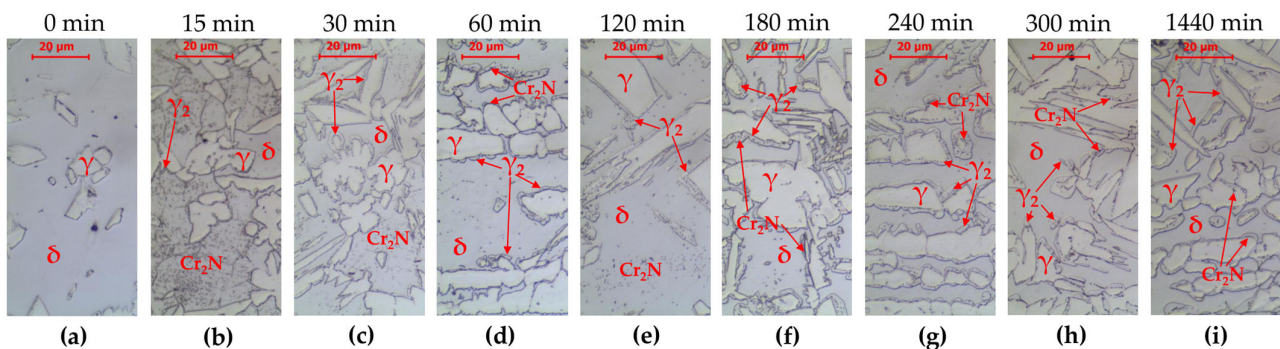 0 min
15 min
30 min
60 min
120 min
180 min
240 min
300 min
1440 min
20 μm
20 μm
20 μm
20 μm
20 μm
20 μm
20 μm
20 μm
20 μm
γ
δ
γ₂
γ
δ
Cr₂N
γ₂
δ
γ
Cr₂N
Cr₂N
γ
γ₂
δ
γ
γ₂
δ
Cr₂N
γ₂
γ
Cr₂N
δ
δ
Cr₂N
γ₂
γ
Cr₂N
δ
γ₂
γ
γ₂
γ
δ
Cr₂N
(a)
(b)
(c)
(d)
(e)
(f)
(g)
(h)
(i)